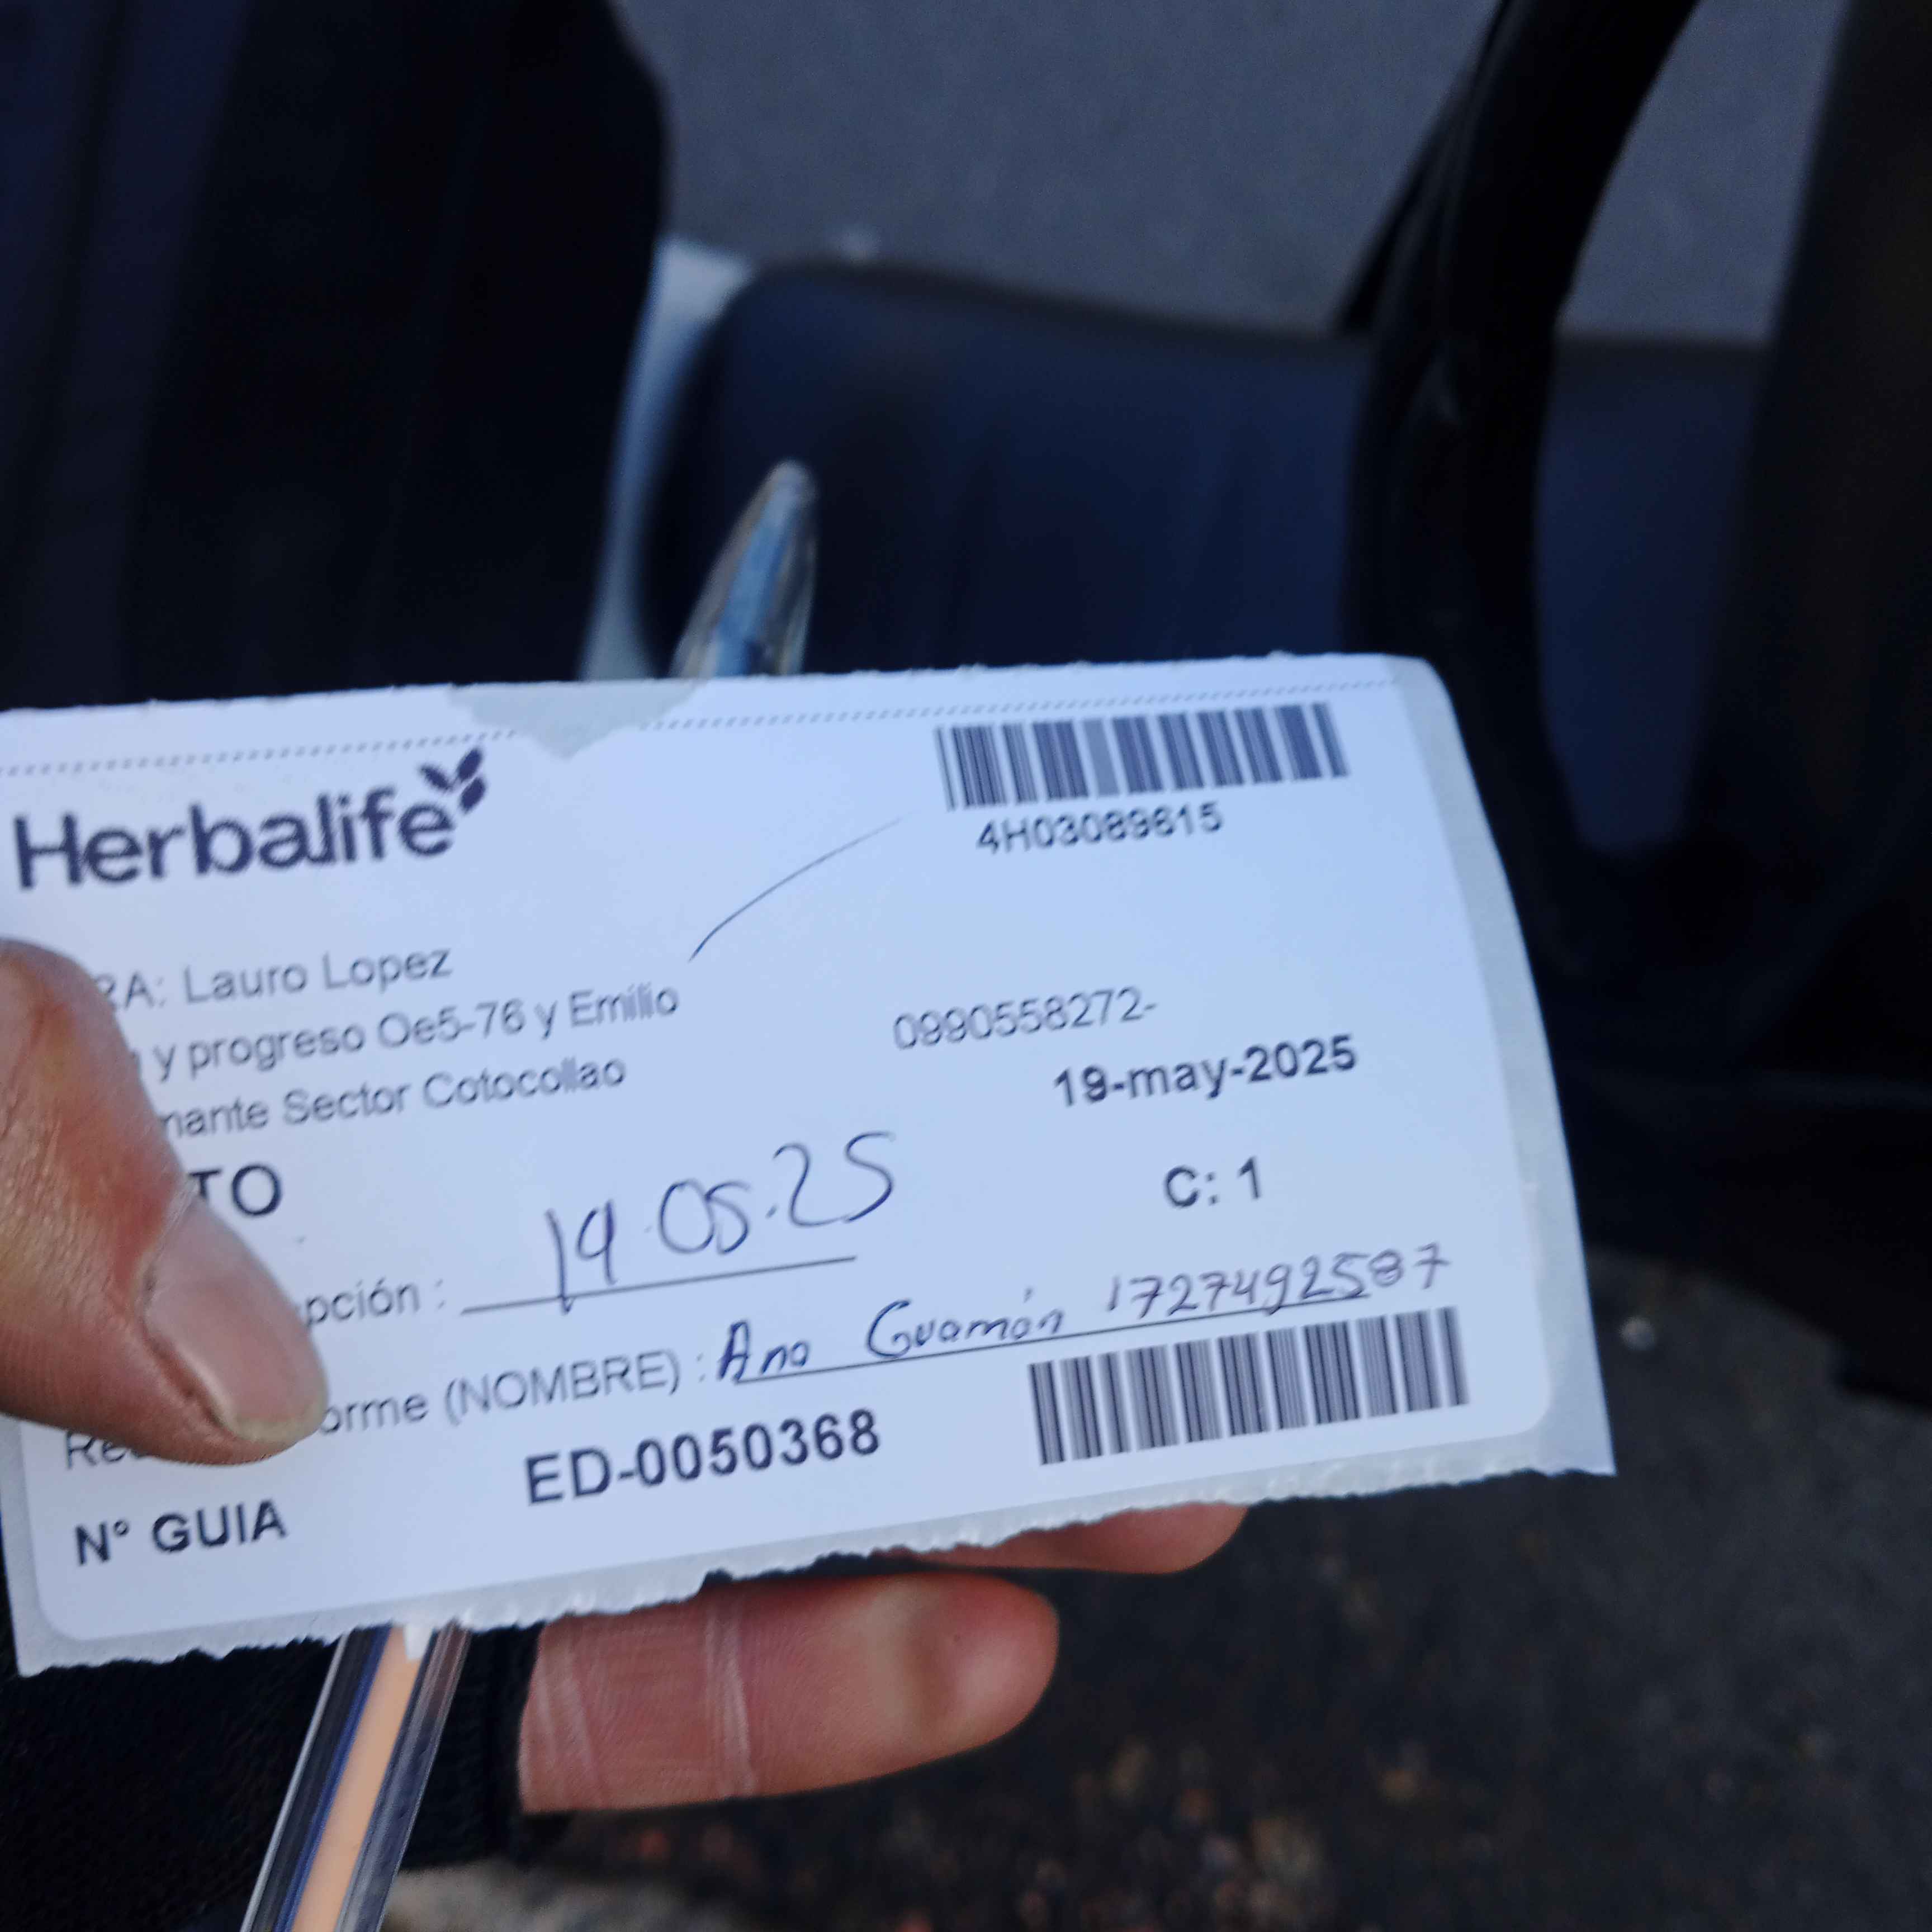 Herbalife
4H03089615
RA: Lauro Lopez
y progreso Oe5-76 y Emilio
0990558272-
mante Sector Cotocollao
19-may-2025
TO
C: 1
pción : 19.05.25
orme (NOMBRE) : Ana Guamán 1727492587
N° GUIA
ED-0050368